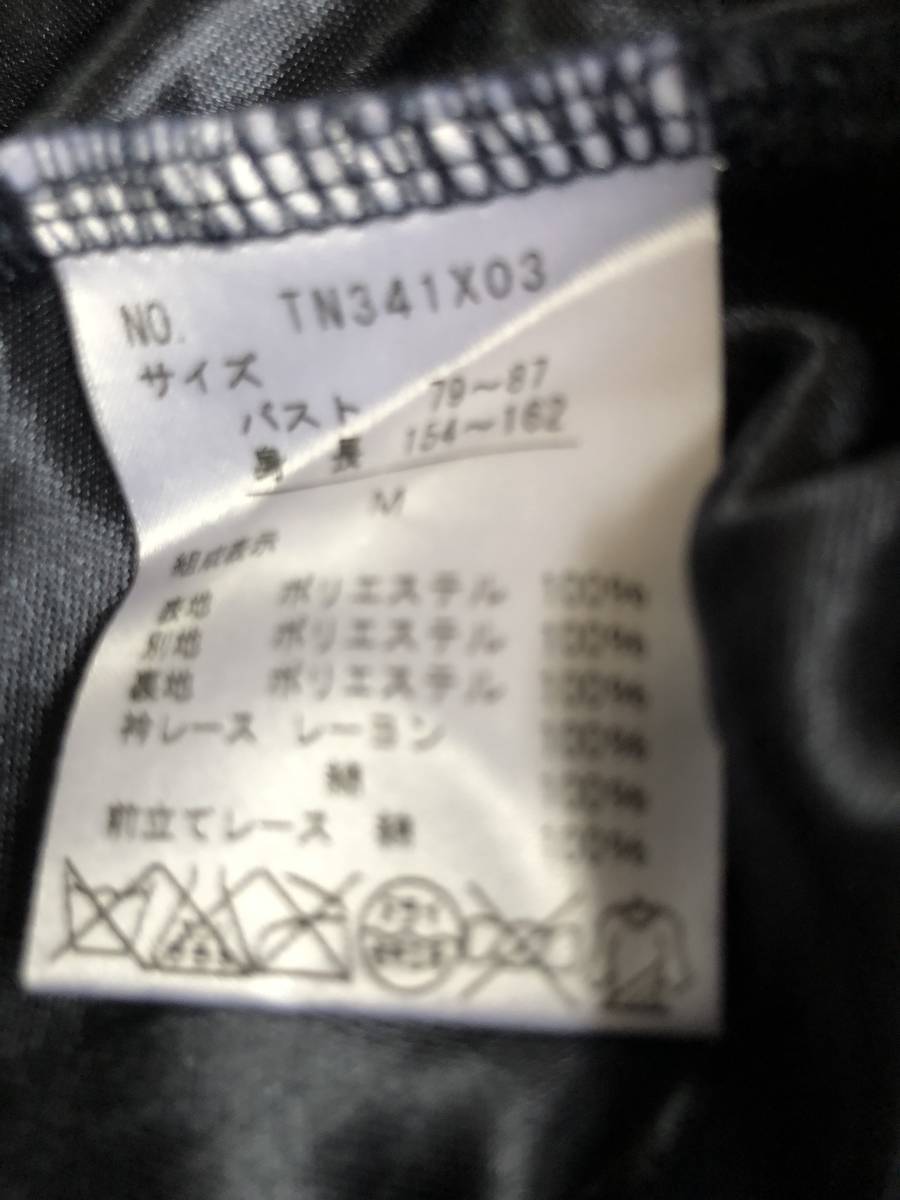 NO. TN341X03
サイズ
バスト 79～87
身長 154～162
M
組成表示
表地 ポリエステル 100%
別地 ポリエステル 100%
裏地 ポリエステル 100%
衿レース レーヨン 100%
綿 100%
前立てレース 綿 100%